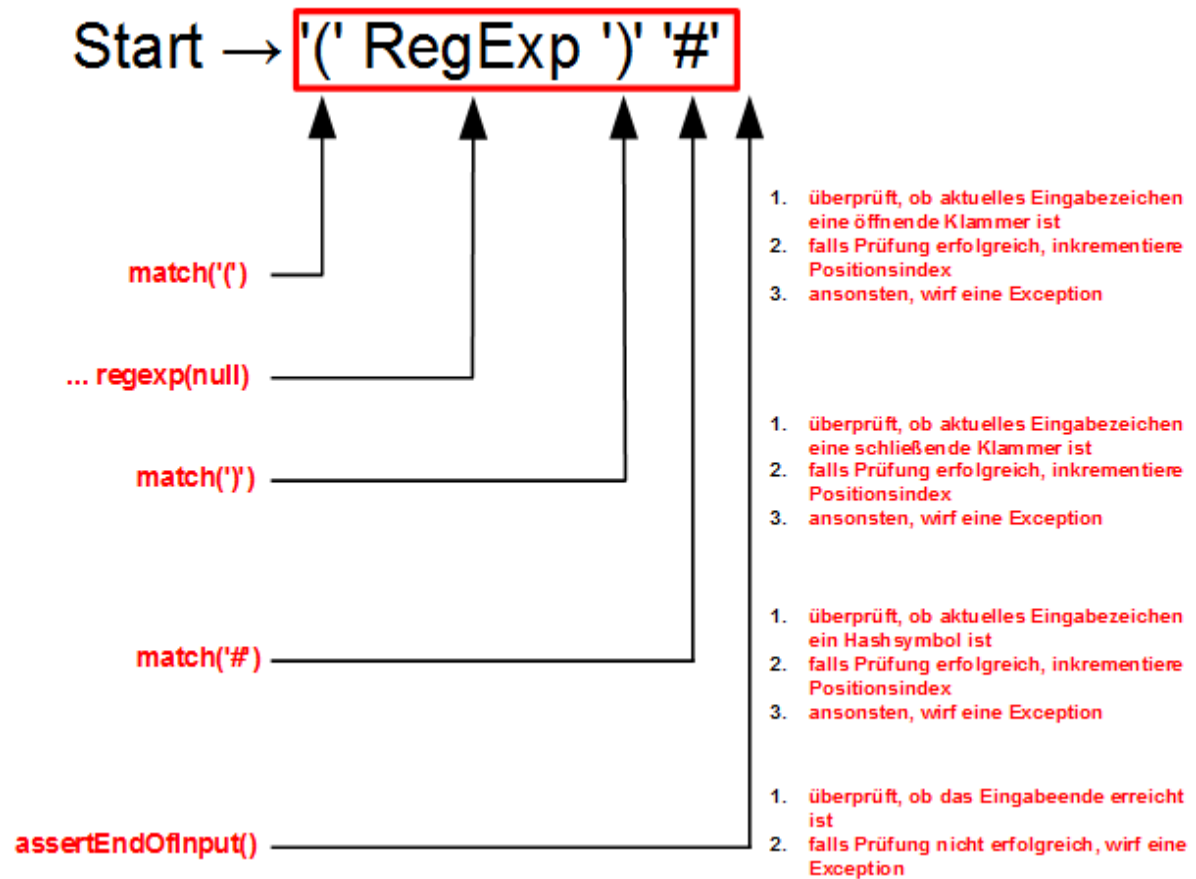 Start → '(' RegExp ')' '#'
1. überprüft, ob aktuelles Eingabezeichen
eine öffnende Klammer ist
2. falls Prüfung erfolgreich, inkrementiere
Positionsindex
3. ansonsten, wirf eine Exception
match('(')
... regexp(null)
1. überprüft, ob aktuelles Eingabezeichen
eine schließende Klammer ist
2. falls Prüfung erfolgreich, inkrementiere
Positionsindex
3. ansonsten, wirf eine Exception
match(')')
1. überprüft, ob aktuelles Eingabezeichen
ein Hashsymbol ist
2. falls Prüfung erfolgreich, inkrementiere
Positionsindex
3. ansonsten, wirf eine Exception
match('#')
1. überprüft, ob das Eingabeende erreicht
ist
2. falls Prüfung nicht erfolgreich, wirf eine
Exception
assertEndOfInput()